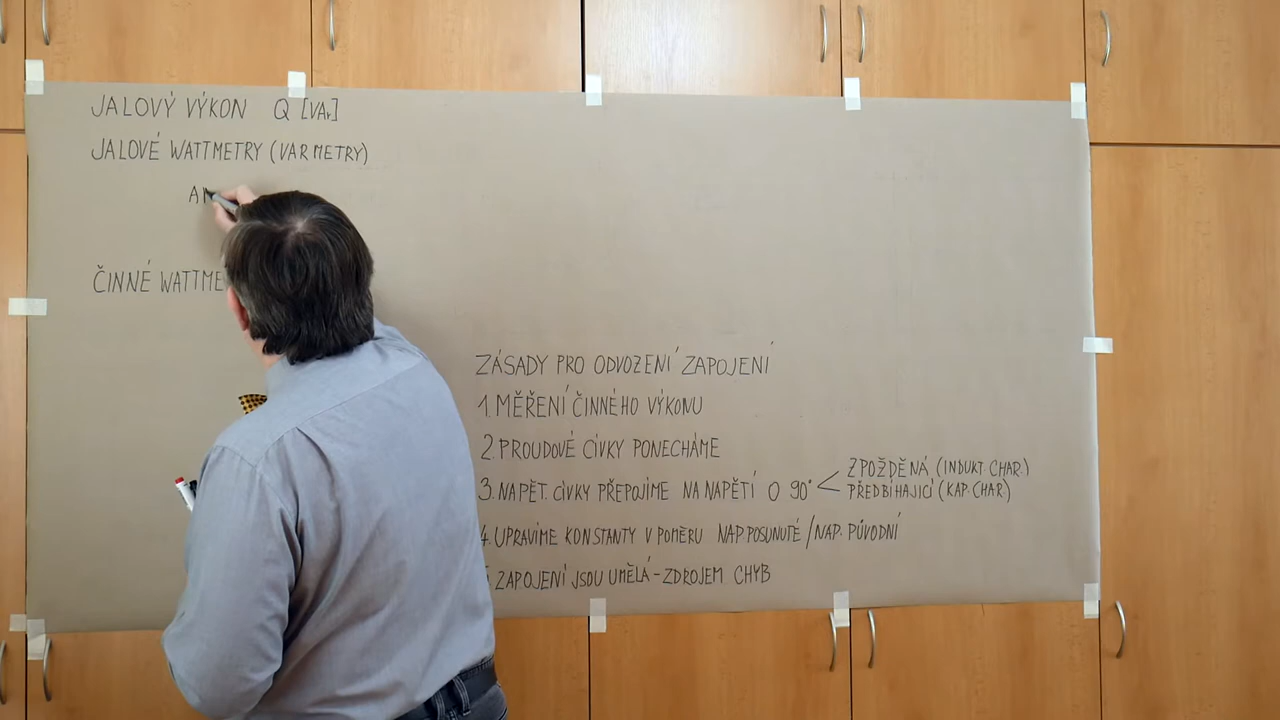 JALOVÝ VÝKON Q [VAr]
JALOVÉ WATTMETRY (VARMETRY)
ČINNÉ
ZÁSADY PRO ODVOZENÍ ZAPOJENÍ
1. MĚŘENÍ ČINNÉHO VÝKONU
2. PROUDOVÉ CÍVKY PONECHÁME
3. NAPĚT. CÍVKY PŘEPOJÍME NA NAPĚTÍ O 90° < ZPOŽDĚNÁ (INDUKT. CHAR.)
PŘEDBÍHAJÍCÍ (KAP. CHAR.)
4. UPRAVÍME KONSTANTY V POMĚRU NAP. POSUNUTÉ / NAP. PŮVODNÍ
ZAPOJENÍ JSOU UMĚLÁ - ZDROJEM CHYB